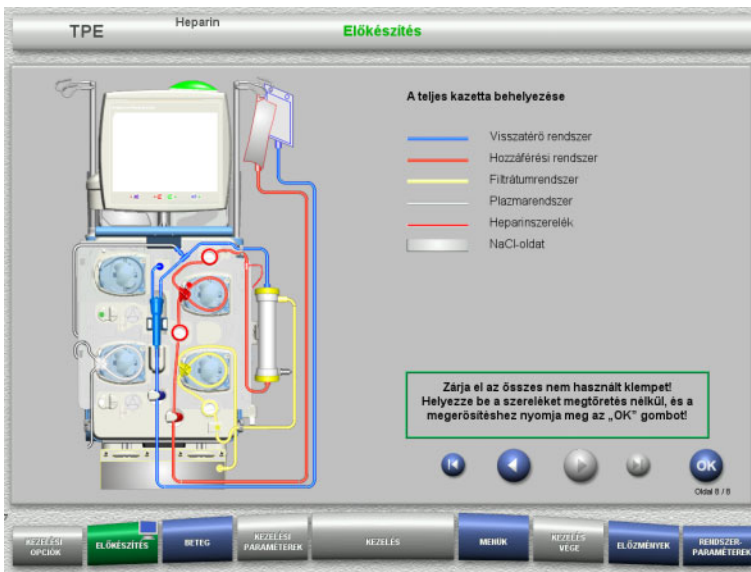 TPE
Heparin
Előkészítés
A teljes kazetta behelyezése
Visszatérő rendszer
Hozzáférési rendszer
Filtrátumrendszer
Plazmarendszer
Heparinszerelék
NaCl-oldat
Zárja el az összes nem használt klempet!
Helyezze be a szereléket megtöretés nélkül, és a
megerősítéshez nyomja meg az „OK” gombot!
OK
Oldal 8 / 8
KEZELÉSI
OPCIÓK
ELŐKÉSZÍTÉS
BETEG
KEZELÉSI
PARAMÉTEREK
KEZELÉS
MENÜK
KEZELÉS
VÉGE
ELŐZMÉNYEK
RENDSZER-
PARAMÉTEREK